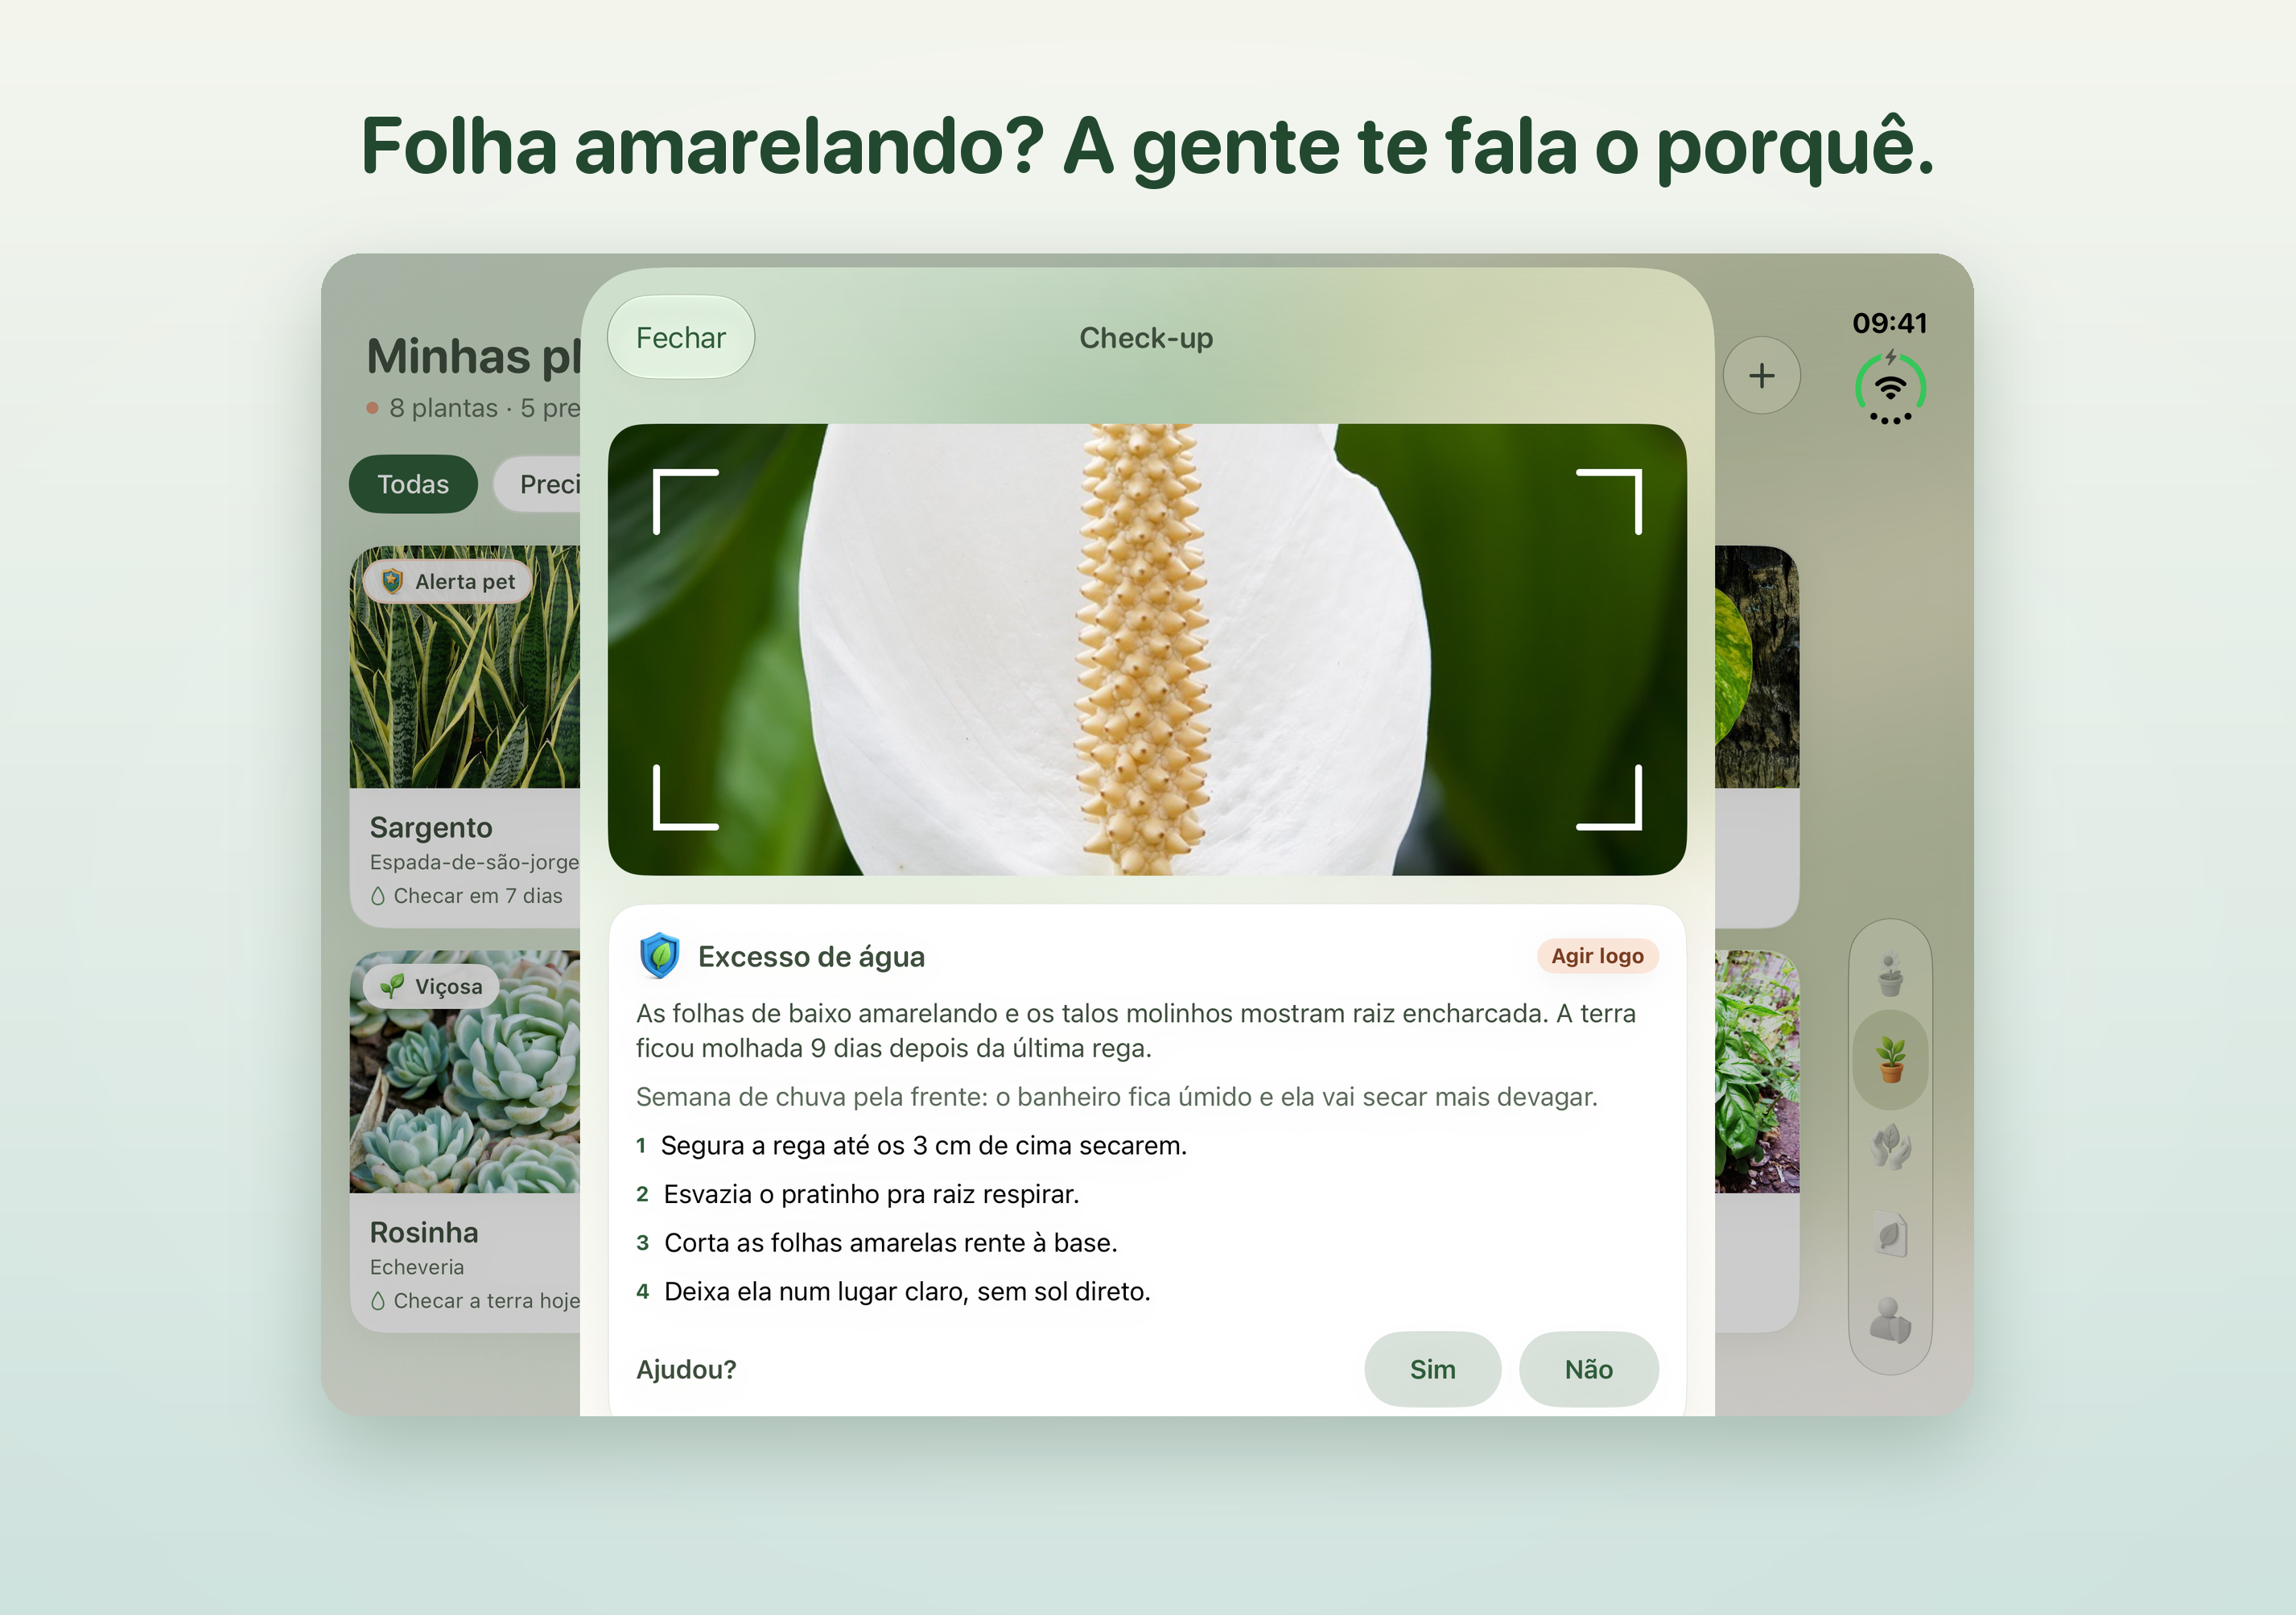 Folha amarelando? A gente te fala o porquê.
Minhas pl
8 plantas · 5 pre
Todas
Preci
Fechar
Check-up
09:41
Alerta pet
Sargento
Espada-de-são-jorge
Checar em 7 dias
Viçosa
Rosinha
Echeveria
Checar a terra hoje
Excesso de água
Agir logo
As folhas de baixo amarelando e os talos molinhos mostram raiz encharcada. A terra
ficou molhada 9 dias depois da última rega.
Semana de chuva pela frente: o banheiro fica úmido e ela vai secar mais devagar.
1 Segura a rega até os 3 cm de cima secarem.
2 Esvazia o pratinho pra raiz respirar.
3 Corta as folhas amarelas rente à base.
4 Deixa ela num lugar claro, sem sol direto.
Ajudou?
Sim
Não